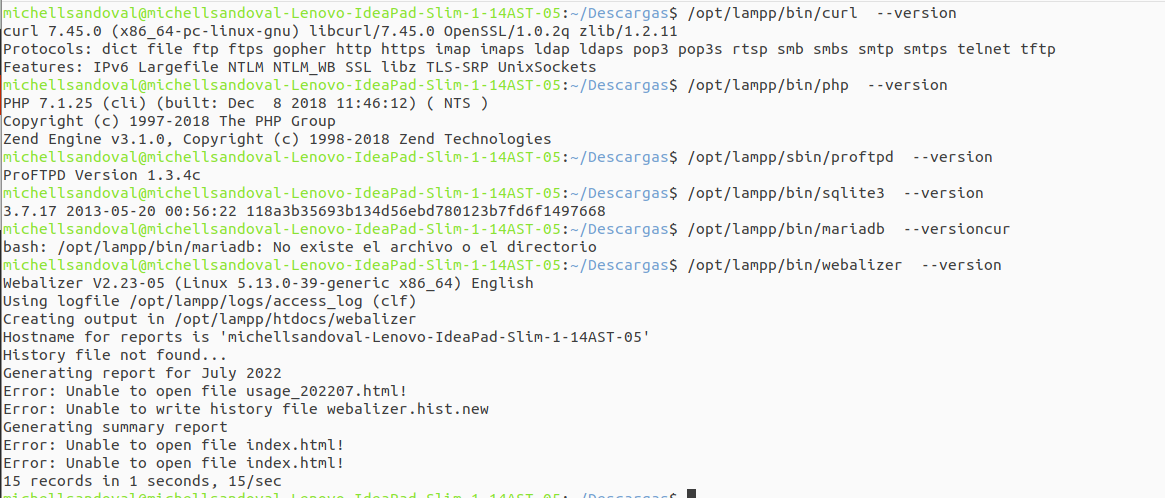 michellsandoval@michellsandoval-Lenovo-IdeaPad-Slim-1-14AST-05:~/Descargas$ /opt/lampp/bin/curl  --version
curl 7.45.0 (x86_64-pc-linux-gnu) libcurl/7.45.0 OpenSSL/1.0.2q zlib/1.2.11
Protocols: dict file ftp ftps gopher http https imap imaps ldap ldaps pop3 pop3s rtsp smb smbs smtp smtps telnet tftp
Features: IPv6 Largefile NTLM NTLM_WB SSL libz TLS-SRP UnixSockets
michellsandoval@michellsandoval-Lenovo-IdeaPad-Slim-1-14AST-05:~/Descargas$ /opt/lampp/bin/php  --version
PHP 7.1.25 (cli) (built: Dec  8 2018 11:46:12) ( NTS )
Copyright (c) 1997-2018 The PHP Group
Zend Engine v3.1.0, Copyright (c) 1998-2018 Zend Technologies
michellsandoval@michellsandoval-Lenovo-IdeaPad-Slim-1-14AST-05:~/Descargas$ /opt/lampp/sbin/proftpd  --version
ProFTPD Version 1.3.4c
michellsandoval@michellsandoval-Lenovo-IdeaPad-Slim-1-14AST-05:~/Descargas$ /opt/lampp/bin/sqlite3  --version
3.7.17 2013-05-20 00:56:22 118a3b35693b134d56ebd780123b7fd6f1497668
michellsandoval@michellsandoval-Lenovo-IdeaPad-Slim-1-14AST-05:~/Descargas$ /opt/lampp/bin/mariadb  --versioncur
bash: /opt/lampp/bin/mariadb: No existe el archivo o el directorio
michellsandoval@michellsandoval-Lenovo-IdeaPad-Slim-1-14AST-05:~/Descargas$ /opt/lampp/bin/webalizer  --version
Webalizer V2.23-05 (Linux 5.13.0-39-generic x86_64) English
Using logfile /opt/lampp/logs/access_log (clf)
Creating output in /opt/lampp/htdocs/webalizer
Hostname for reports is 'michellsandoval-Lenovo-IdeaPad-Slim-1-14AST-05'
History file not found...
Generating report for July 2022
Error: Unable to open file usage_202207.html!
Error: Unable to write history file webalizer.hist.new
Generating summary report
Error: Unable to open file index.html!
Error: Unable to open file index.html!
15 records in 1 seconds, 15/sec
michellsandoval@michellsandoval-Lenovo-IdeaPad-Slim-1-14AST-05:~/Descargas$